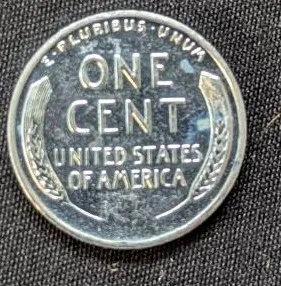 E·PLURIBUS·UNUM
ONE
CENT
UNITED STATES
OF AMERICA